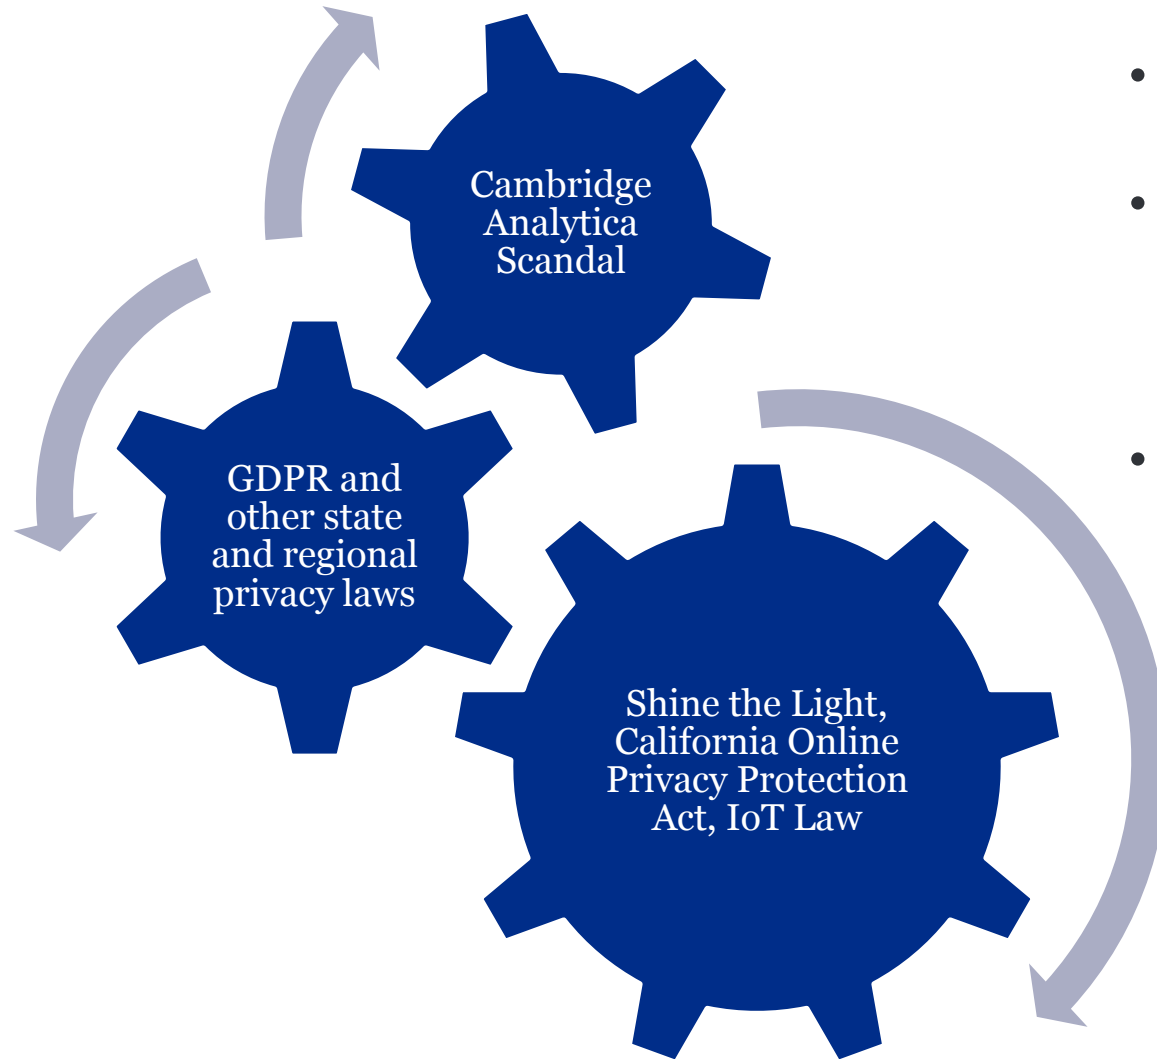 Cambridge
Analytica
Scandal
GDPR and
other state
and regional
privacy laws
Shine the Light,
California Online
Privacy Protection
Act, IoT Law